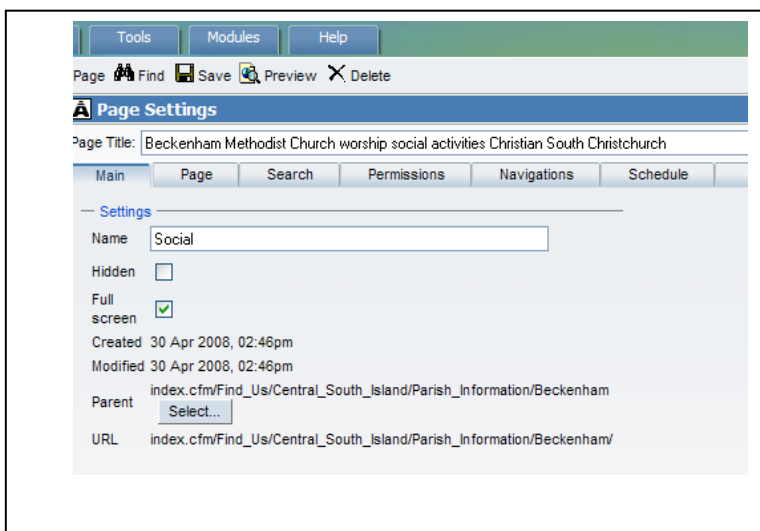 Tools Modules Help
Page Find Save Preview Delete
Page Settings
Page Title: Beckenham Methodist Church worship social activities Christian South Christchurch
Main Page Search Permissions Navigations Schedule
Settings
Name Social
Hidden
Full
screen
Created 30 Apr 2008, 02:46pm
Modified 30 Apr 2008, 02:46pm
Parent index.cfm/Find_Us/Central_South_Island/Parish_Information/Beckenham
Select...
URL index.cfm/Find_Us/Central_South_Island/Parish_Information/Beckenham/